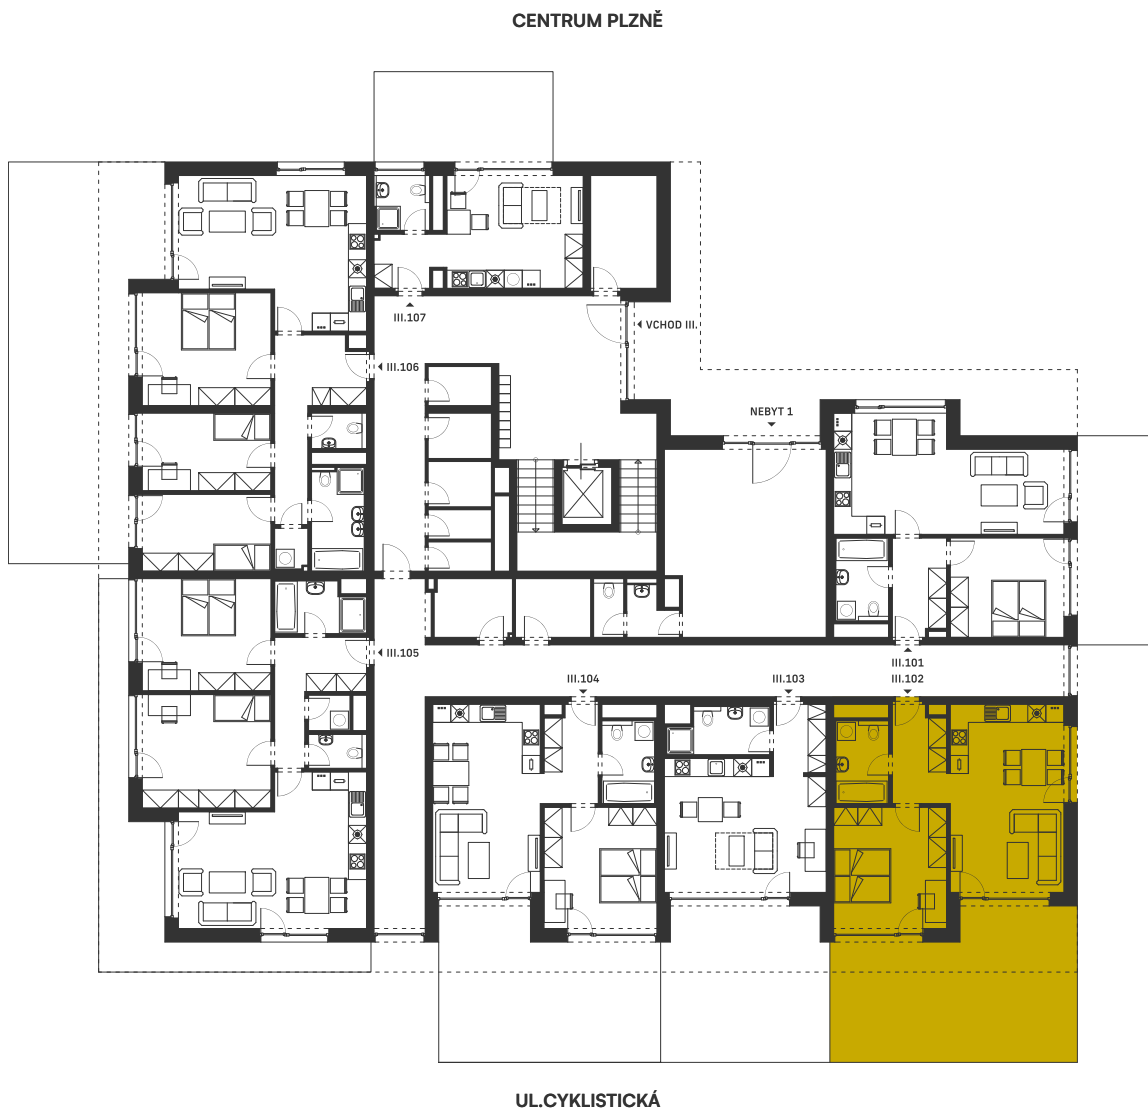 CENTRUM PLZNĚ
III.107
VCHOD III.
III.106
NEBYT 1
III.105
III.101
III.104
III.103
III.102
UL.CYKLISTICKÁ